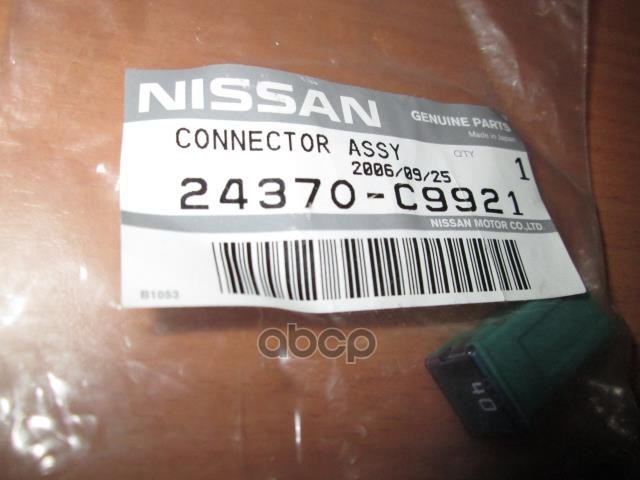 NISSAN
GENUINE PARTS
Made in Japan
CONNECTOR ASSY
QTY
1
2006/09/25
24370-C9921
NISSAN MOTOR CO.,LTD.
B1053
abcp
40